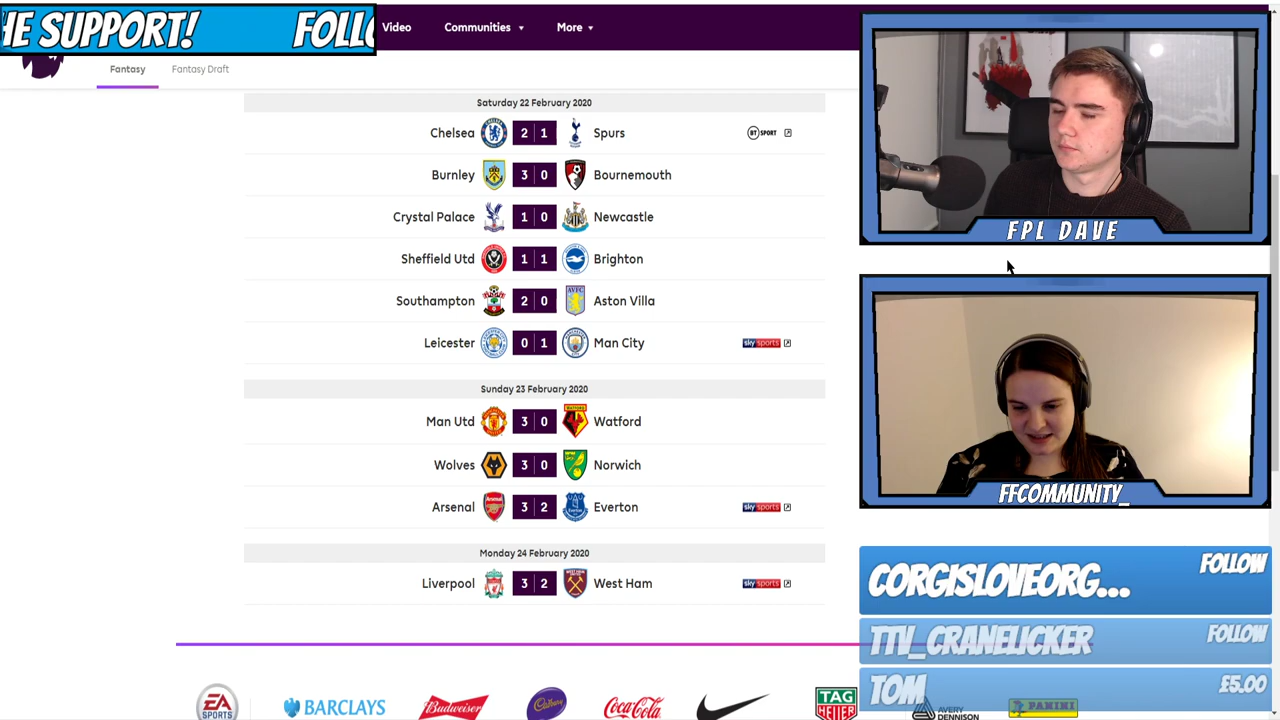 HE SUPPORT! FOLL
Video Communities More
Fantasy Fantasy Draft
Saturday 22 February 2020
Chelsea 2 1 Spurs BT SPORT
Burnley 3 0 Bournemouth
Crystal Palace 1 0 Newcastle
Sheffield Utd 1 1 Brighton
Southampton 2 0 Aston Villa
Leicester 0 1 Man City sky sports
Sunday 23 February 2020
Man Utd 3 0 Watford
Wolves 3 0 Norwich
Arsenal 3 2 Everton sky sports
Monday 24 February 2020
Liverpool 3 2 West Ham sky sports
EA SPORTS BARCLAYS Budweiser Cadbury Coca-Cola TAG HEUER AVERY DENNISON PANINI
FPL DAVE
FFCOMMUNITY_
CORGISLOVEORG... FOLLOW
TTV_CRANELICKER FOLLOW
TOM £5.00